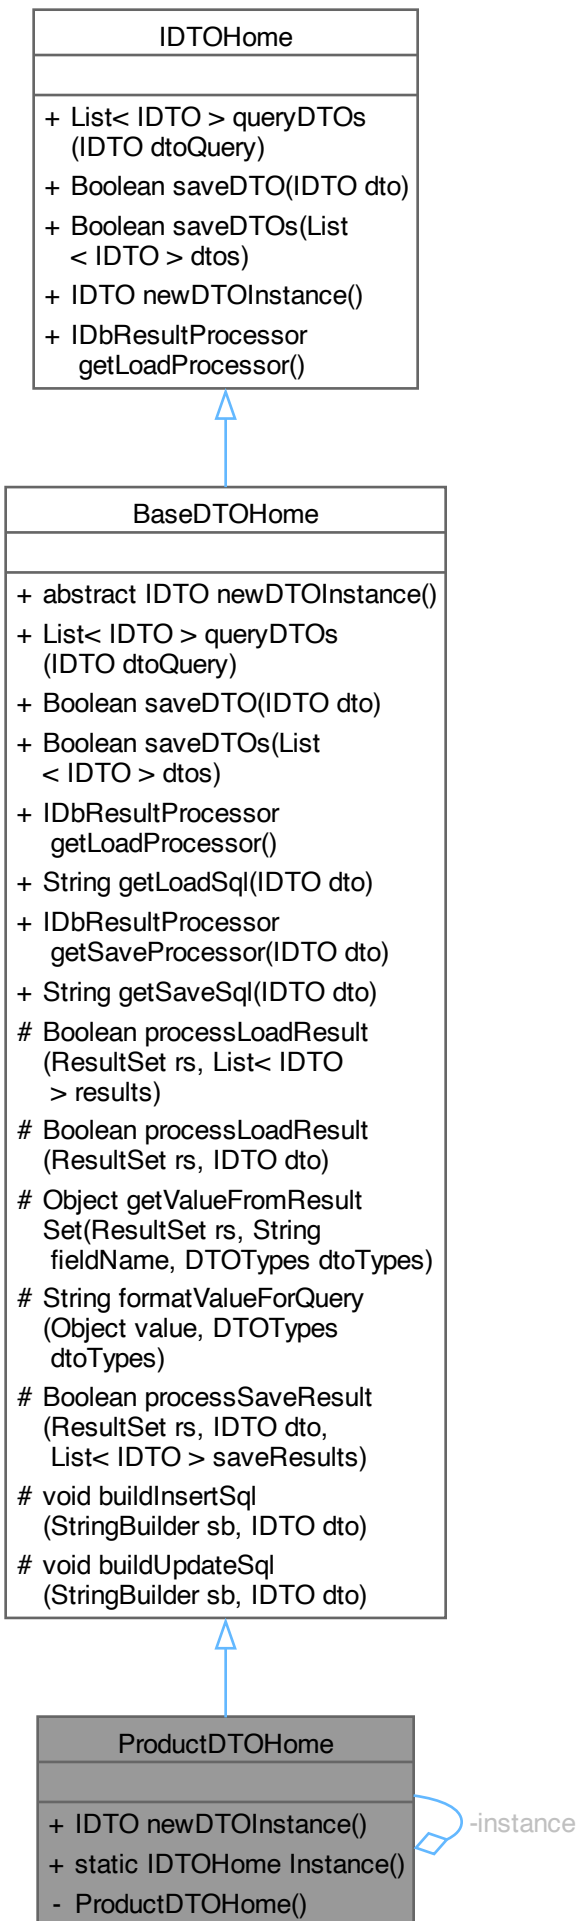 IDTOHome
+ List< IDTO > queryDTOs
(IDTO dtoQuery)
+ Boolean saveDTO(IDTO dto)
+ Boolean saveDTOs(List
< IDTO > dtos)
+ IDTO newDTOInstance()
+ IDbResultProcessor
getLoadProcessor()
BaseDTOHome
+ abstract IDTO newDTOInstance()
+ List< IDTO > queryDTOs
(IDTO dtoQuery)
+ Boolean saveDTO(IDTO dto)
+ Boolean saveDTOs(List
< IDTO > dtos)
+ IDbResultProcessor
getLoadProcessor()
+ String getLoadSql(IDTO dto)
+ IDbResultProcessor
getSaveProcessor(IDTO dto)
+ String getSaveSql(IDTO dto)
# Boolean processLoadResult
(ResultSet rs, List< IDTO
> results)
# Boolean processLoadResult
(ResultSet rs, IDTO dto)
# Object getValueFromResult
Set(ResultSet rs, String
fieldName, DTOTypes dtoTypes)
# String formatValueForQuery
(Object value, DTOTypes
dtoTypes)
# Boolean processSaveResult
(ResultSet rs, IDTO dto,
List< IDTO > saveResults)
# void buildInsertSql
(StringBuilder sb, IDTO dto)
# void buildUpdateSql
(StringBuilder sb, IDTO dto)
ProductDTOHome
+ IDTO newDTOInstance()
-instance
+ static IDTOHome Instance()
- ProductDTOHome()